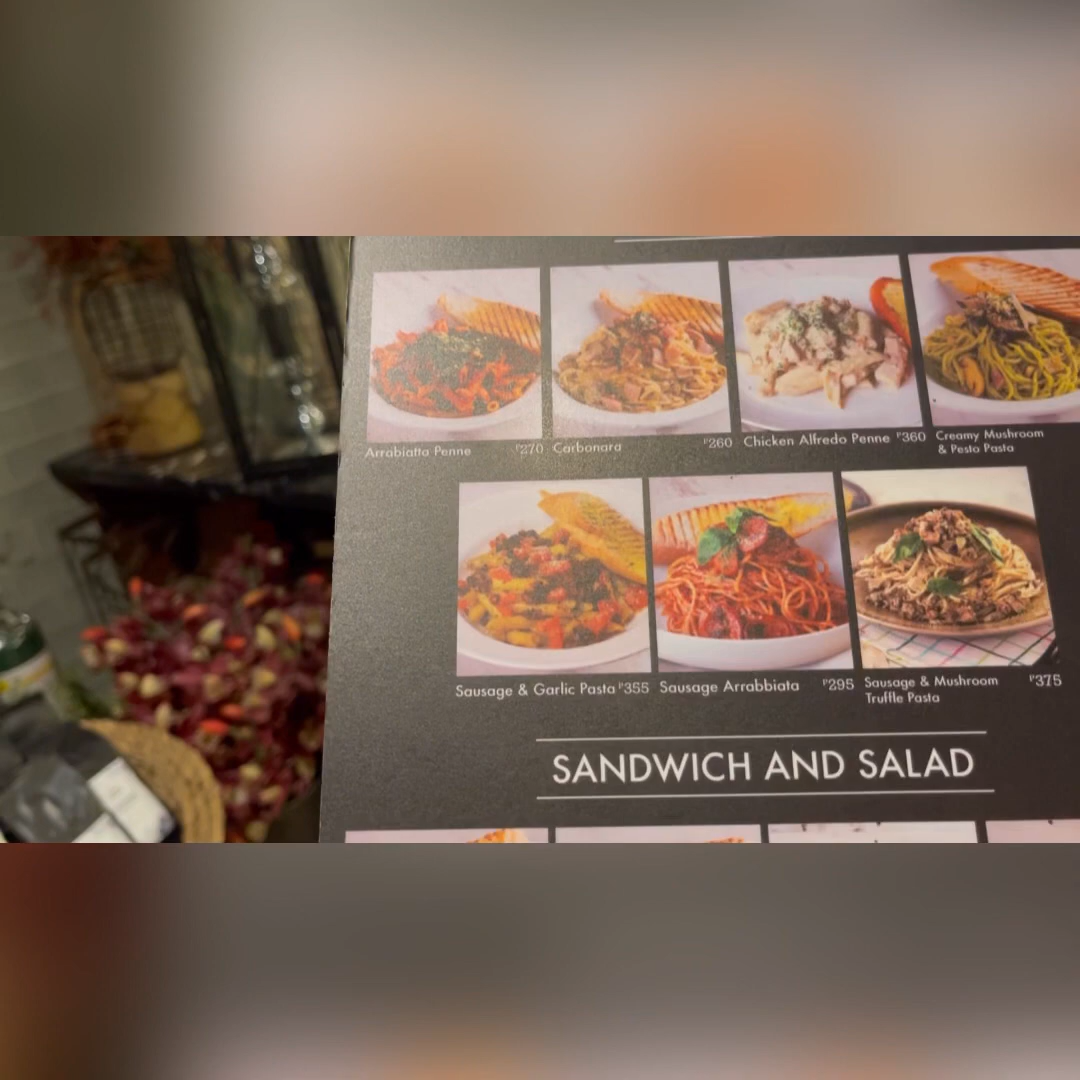 Arrabiatta Penne ₱270 Carbonara ₱260 Chicken Alfredo Penne ₱360 Creamy Mushroom
& Pesto Pasta
Sausage & Garlic Pasta ₱355 Sausage Arrabbiata ₱295 Sausage & Mushroom ₱375
Truffle Pasta
SANDWICH AND SALAD